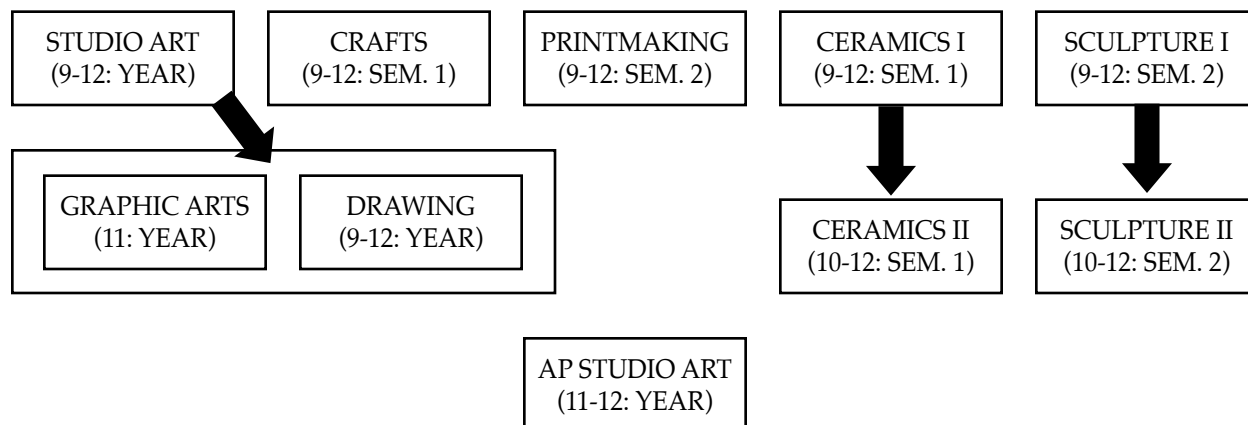 STUDIO ART
(9-12: YEAR)
CRAFTS
(9-12: SEM. 1)
PRINTMAKING
(9-12: SEM. 2)
CERAMICS I
(9-12: SEM. 1)
SCULPTURE I
(9-12: SEM. 2)
GRAPHIC ARTS
(11: YEAR)
DRAWING
(9-12: YEAR)
CERAMICS II
(10-12: SEM. 1)
SCULPTURE II
(10-12: SEM. 2)
AP STUDIO ART
(11-12: YEAR)